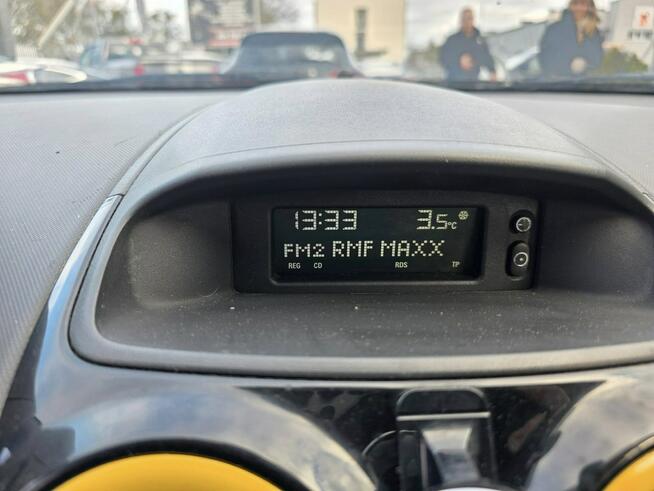 13:33 3.5°C
FM2 RMF MAXX
REG CD RDS TP